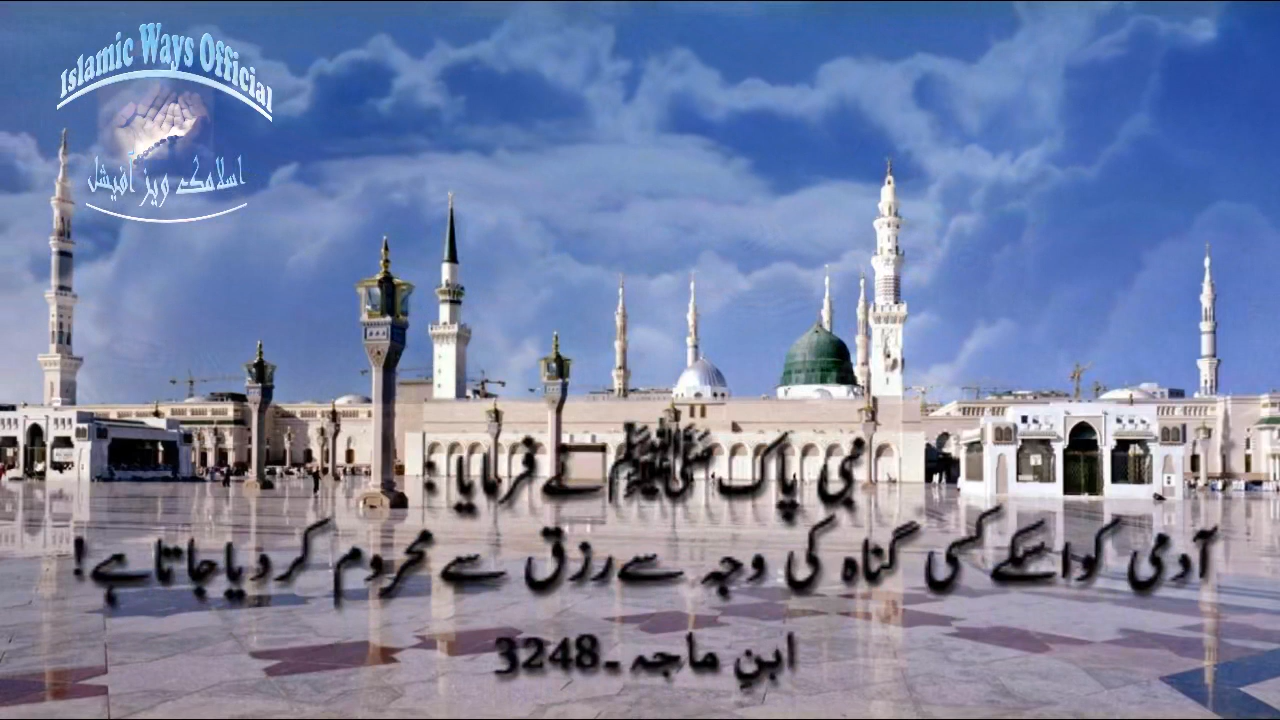 Islamic Ways Official
اسلامک ویز آفیشل
نبی پاک ﷺ نے فرمایا :
آدمی کو اسکے کسی گناہ کی وجہ سے رزق سے محروم کر دیا جاتا ہے!
ابنِ ماجہ ۔3248